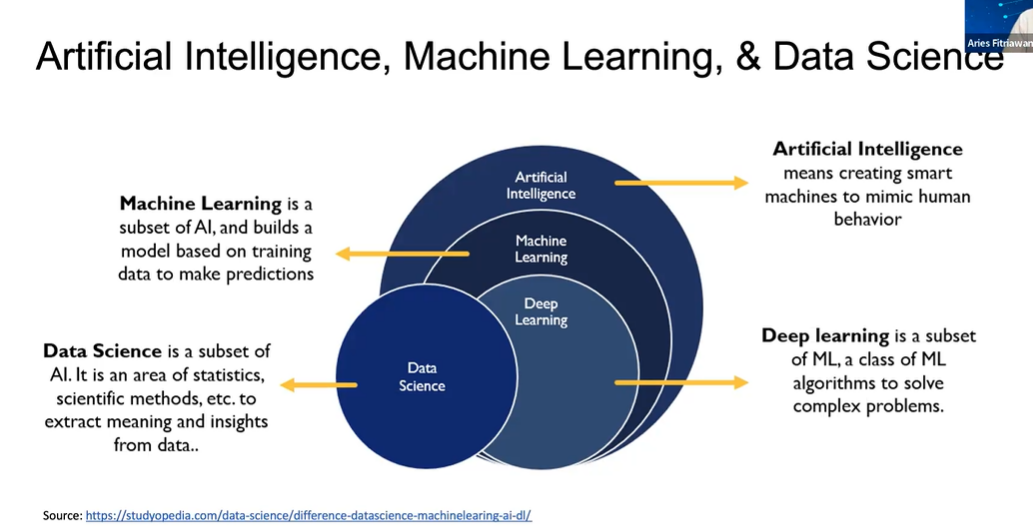 Aries Fitriawan
Artificial Intelligence, Machine Learning, & Data Science
Artificial Intelligence
means creating smart
machines to mimic human
behavior
Machine Learning is a
subset of AI, and builds a
model based on training
data to make predictions
Artificial
Intelligence
Machine
Learning
Deep
Learning
Data
Science
Data Science is a subset of
AI. It is an area of statistics,
scientific methods, etc. to
extract meaning and insights
from data..
Deep learning is a subset
of ML, a class of ML
algorithms to solve
complex problems.
Source: https://studyopedia.com/data-science/difference-datascience-machinelearing-ai-dl/